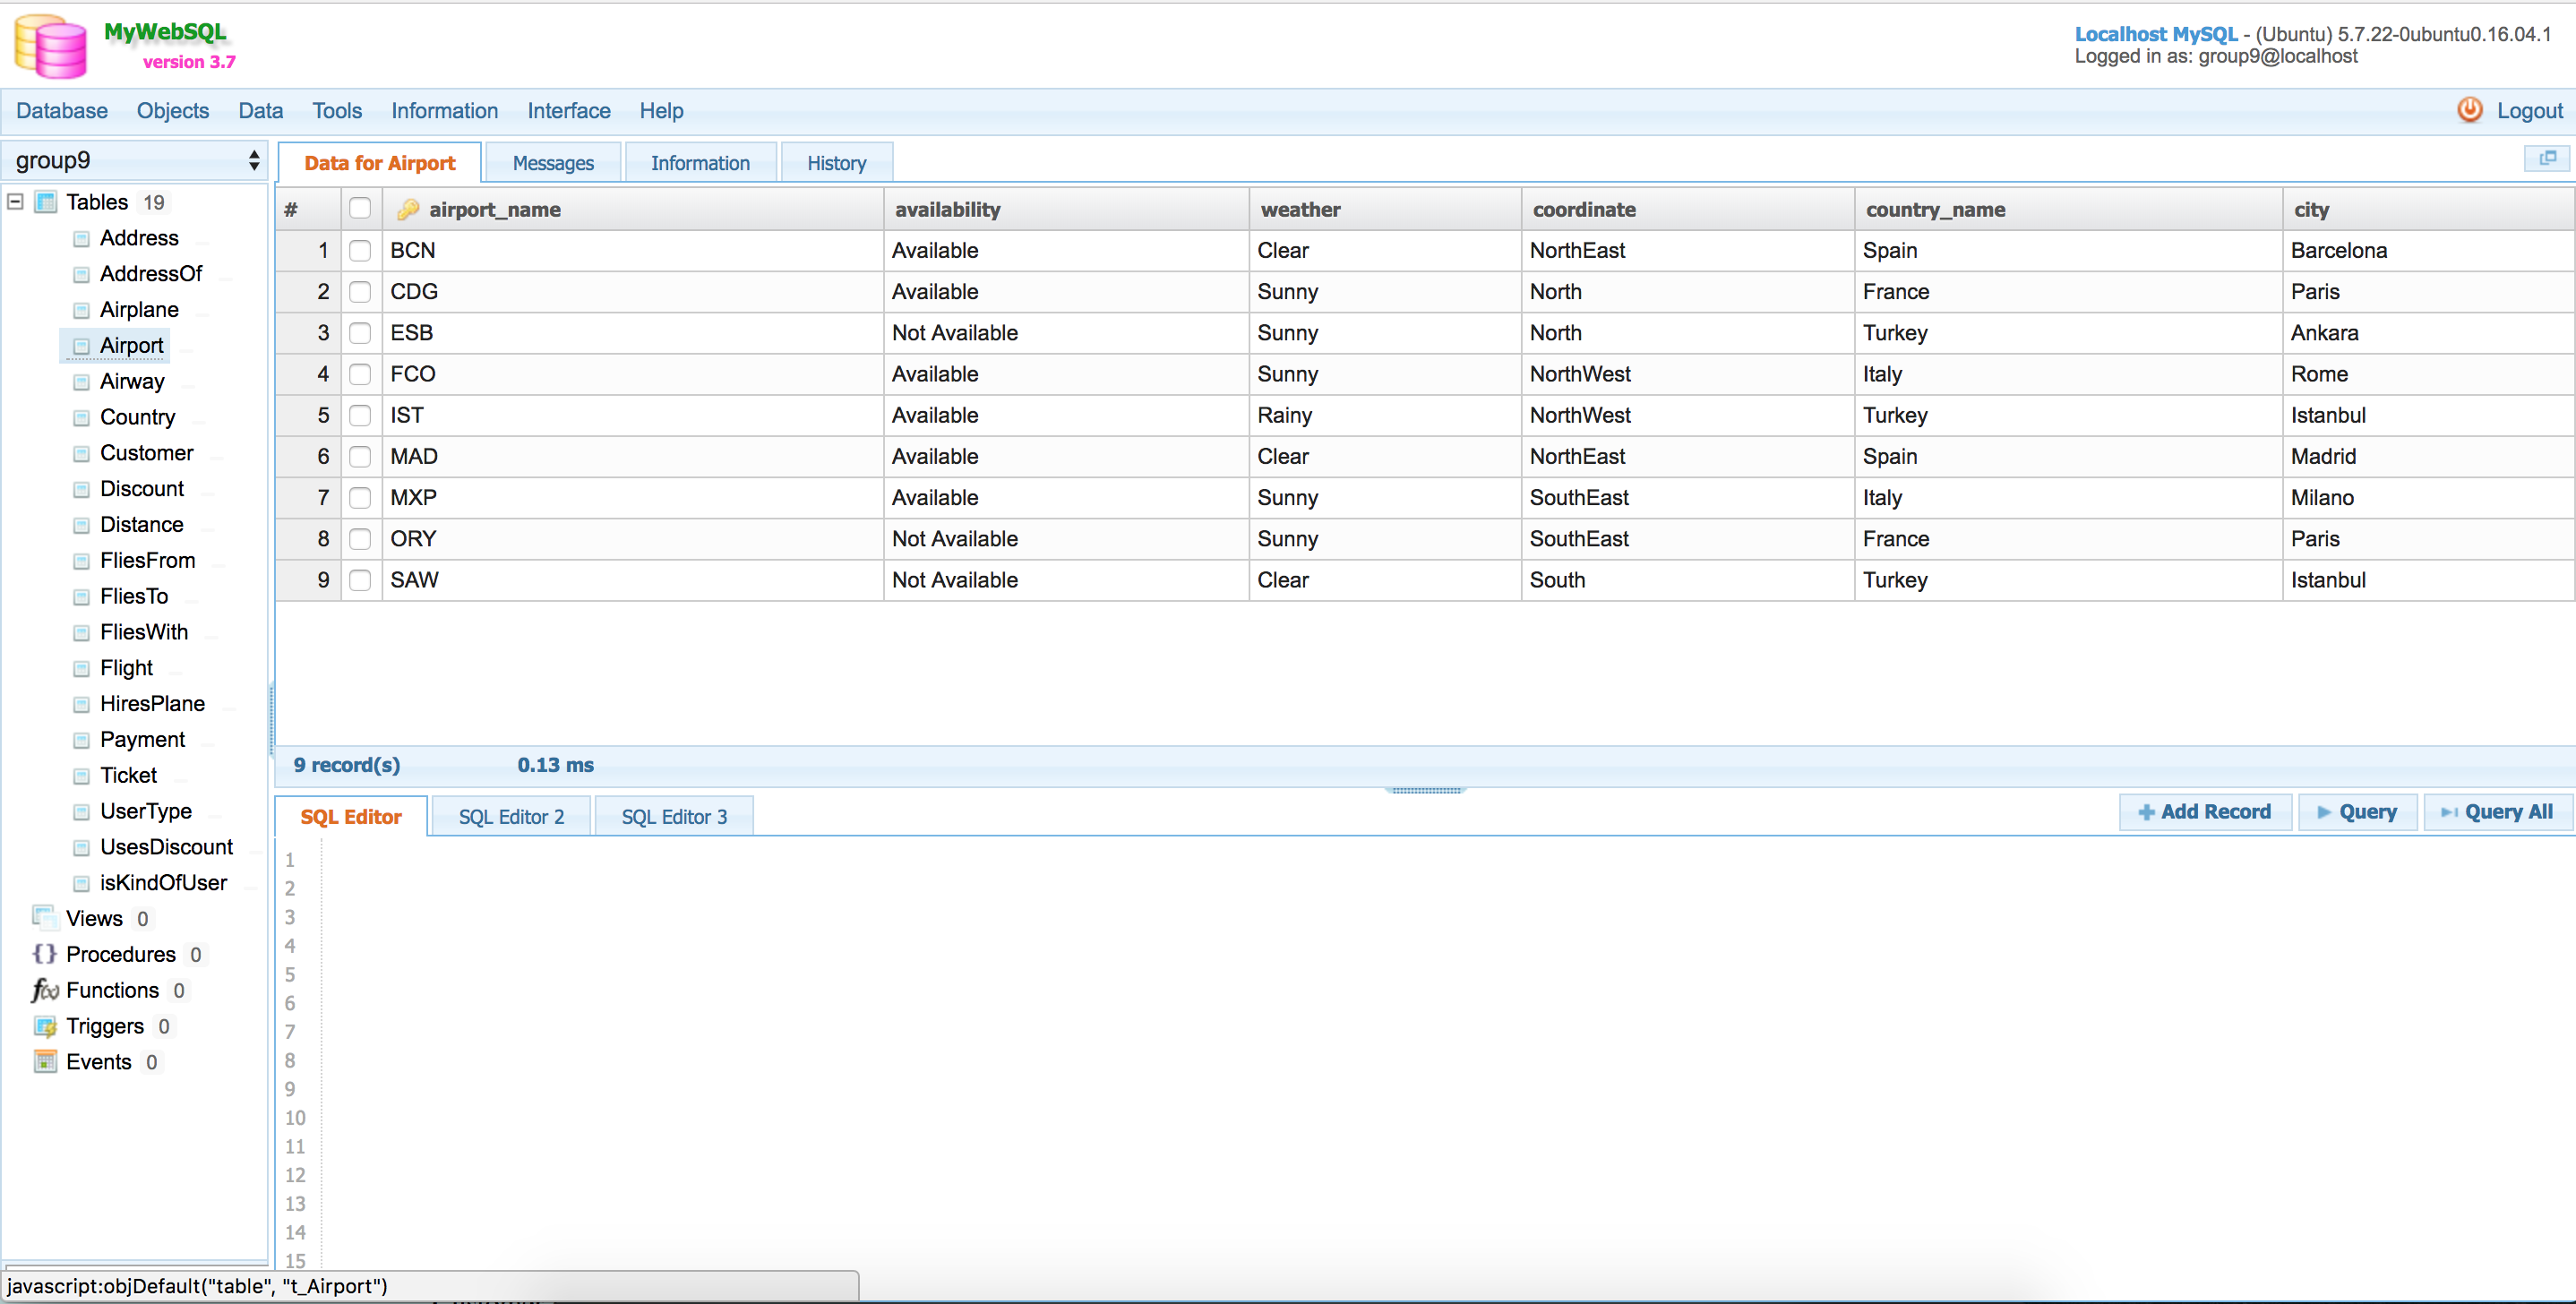 MyWebSQL
version 3.7
Localhost MySQL - (Ubuntu) 5.7.22-0ubuntu0.16.04.1
Logged in as: group9@localhost
Database Objects Data Tools Information Interface Help Logout
group9
Data for Airport Messages Information History
Tables 19
Address
AddressOf
Airplane
Airport
Airway
Country
Customer
Discount
Distance
FliesFrom
FliesTo
FliesWith
Flight
HiresPlane
Payment
Ticket
UserType
UsesDiscount
isKindOfUser
Views 0
Procedures 0
Functions 0
Triggers 0
Events 0
# airport_name availability weather coordinate country_name city
1 BCN Available Clear NorthEast Spain Barcelona
2 CDG Available Sunny North France Paris
3 ESB Not Available Sunny North Turkey Ankara
4 FCO Available Sunny NorthWest Italy Rome
5 IST Available Rainy NorthWest Turkey Istanbul
6 MAD Available Clear NorthEast Spain Madrid
7 MXP Available Sunny SouthEast Italy Milano
8 ORY Not Available Sunny SouthEast France Paris
9 SAW Not Available Clear South Turkey Istanbul
9 record(s) 0.13 ms
SQL Editor SQL Editor 2 SQL Editor 3 Add Record Query Query All
1
2
3
4
5
6
7
8
9
10
11
12
13
14
15
javascript:objDefault("table", "t_Airport")